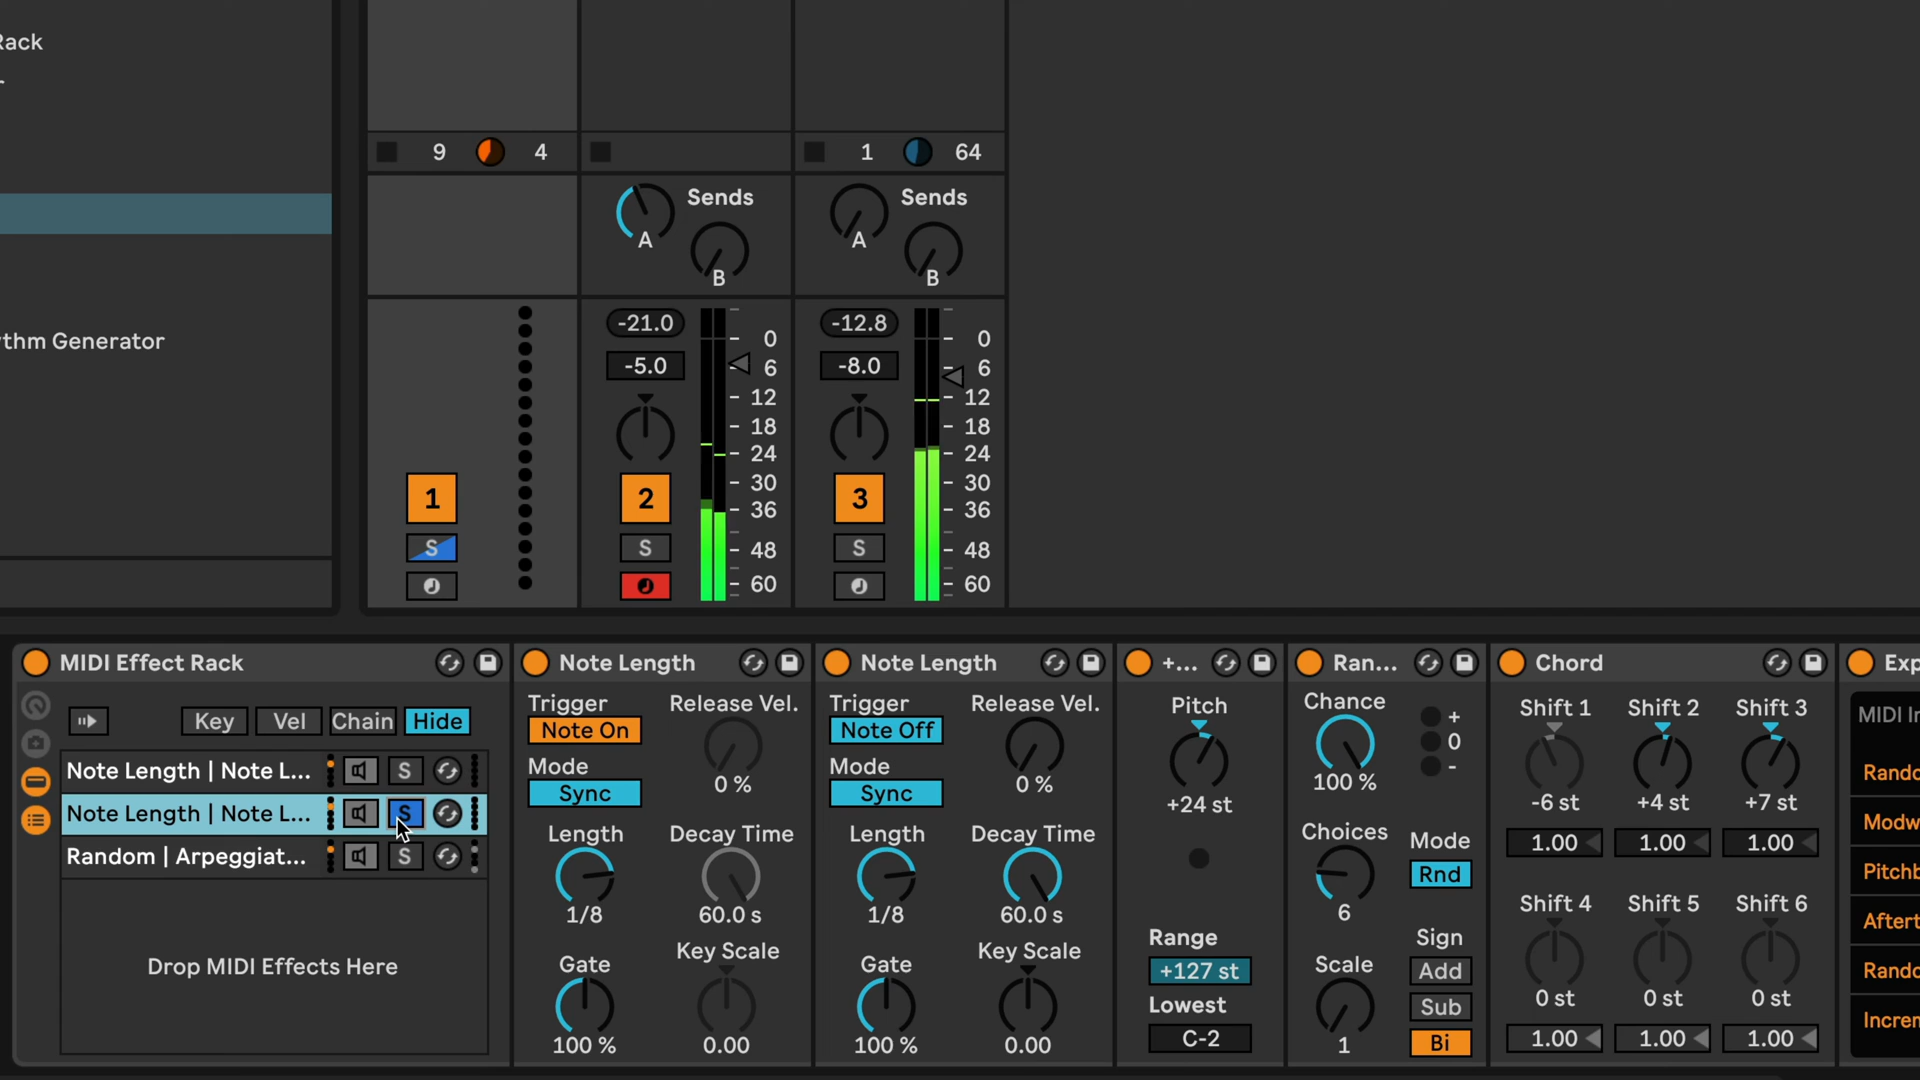 Rack
r
ythm Generator
9 4
1 64
Sends
A
B
Sends
A
B
-21.0
-5.0
0
6
12
18
24
30
36
48
60
-12.8
-8.0
0
6
12
18
24
30
36
48
60
1
S
2
S
3
S
MIDI Effect Rack
Key Vel Chain Hide
Note Length | Note L... S
Note Length | Note L... S
Random | Arpeggiat... S
Drop MIDI Effects Here
Note Length
Trigger Release Vel.
Note On
Mode 0 %
Sync
Length Decay Time
1/8 60.0 s
Gate Key Scale
100 % 0.00
Note Length
Trigger Release Vel.
Note Off
Mode 0 %
Sync
Length Decay Time
1/8 60.0 s
Gate Key Scale
100 % 0.00
+...
Pitch
+24 st
Range
+127 st
Lowest
C-2
Ran...
Chance
+
0
-
100 %
Choices Mode
Rnd
6
Sign
Scale Add
Sub
1 Bi
Chord
Shift 1 Shift 2 Shift 3
-6 st +4 st +7 st
1.00 1.00 1.00
Shift 4 Shift 5 Shift 6
0 st 0 st 0 st
1.00 1.00 1.00
Exp
MIDI In
Rando
Modw
Pitchb
Aftert
Rando
Increm